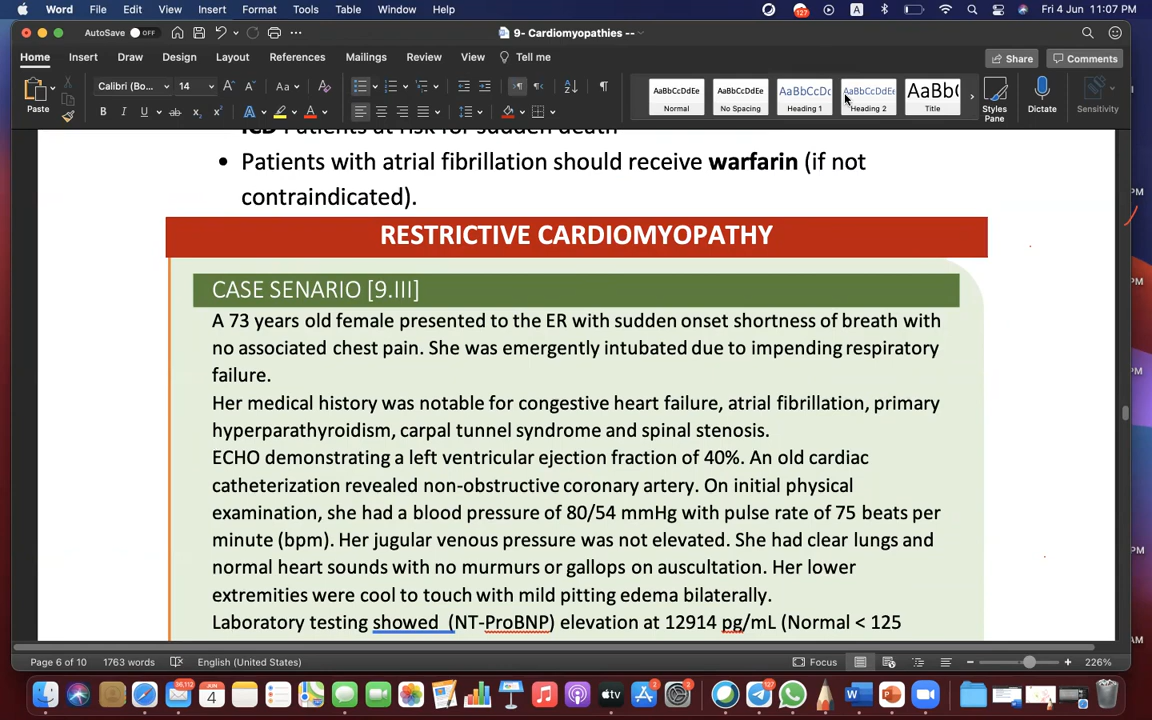 Word File Edit View Insert Format Tools Table Window Help 127 A Fri 4 Jun 11:07 PM
AutoSave OFF 9- Cardiomyopathies --
Home Insert Draw Design Layout References Mailings Review View Tell me Share Comments
Paste Calibri (Bo... 14 Aa AaBbCcDdEe Normal AaBbCcDdEe No Spacing AaBbCcDc Heading 1 AaBbCcDdEe Heading 2 AaBb( Title Styles Pane Dictate Sensitivity
Patients at risk for sudden death
• Patients with atrial fibrillation should receive warfarin (if not
contraindicated).
RESTRICTIVE CARDIOMYOPATHY
CASE SENARIO [9.III]
A 73 years old female presented to the ER with sudden onset shortness of breath with
no associated chest pain. She was emergently intubated due to impending respiratory
failure.
Her medical history was notable for congestive heart failure, atrial fibrillation, primary
hyperparathyroidism, carpal tunnel syndrome and spinal stenosis.
ECHO demonstrating a left ventricular ejection fraction of 40%. An old cardiac
catheterization revealed non-obstructive coronary artery. On initial physical
examination, she had a blood pressure of 80/54 mmHg with pulse rate of 75 beats per
minute (bpm). Her jugular venous pressure was not elevated. She had clear lungs and
normal heart sounds with no murmurs or gallops on auscultation. Her lower
extremities were cool to touch with mild pitting edema bilaterally.
Laboratory testing showed (NT-ProBNP) elevation at 12914 pg/mL (Normal < 125
Page 6 of 10 1763 words English (United States) Focus 226%